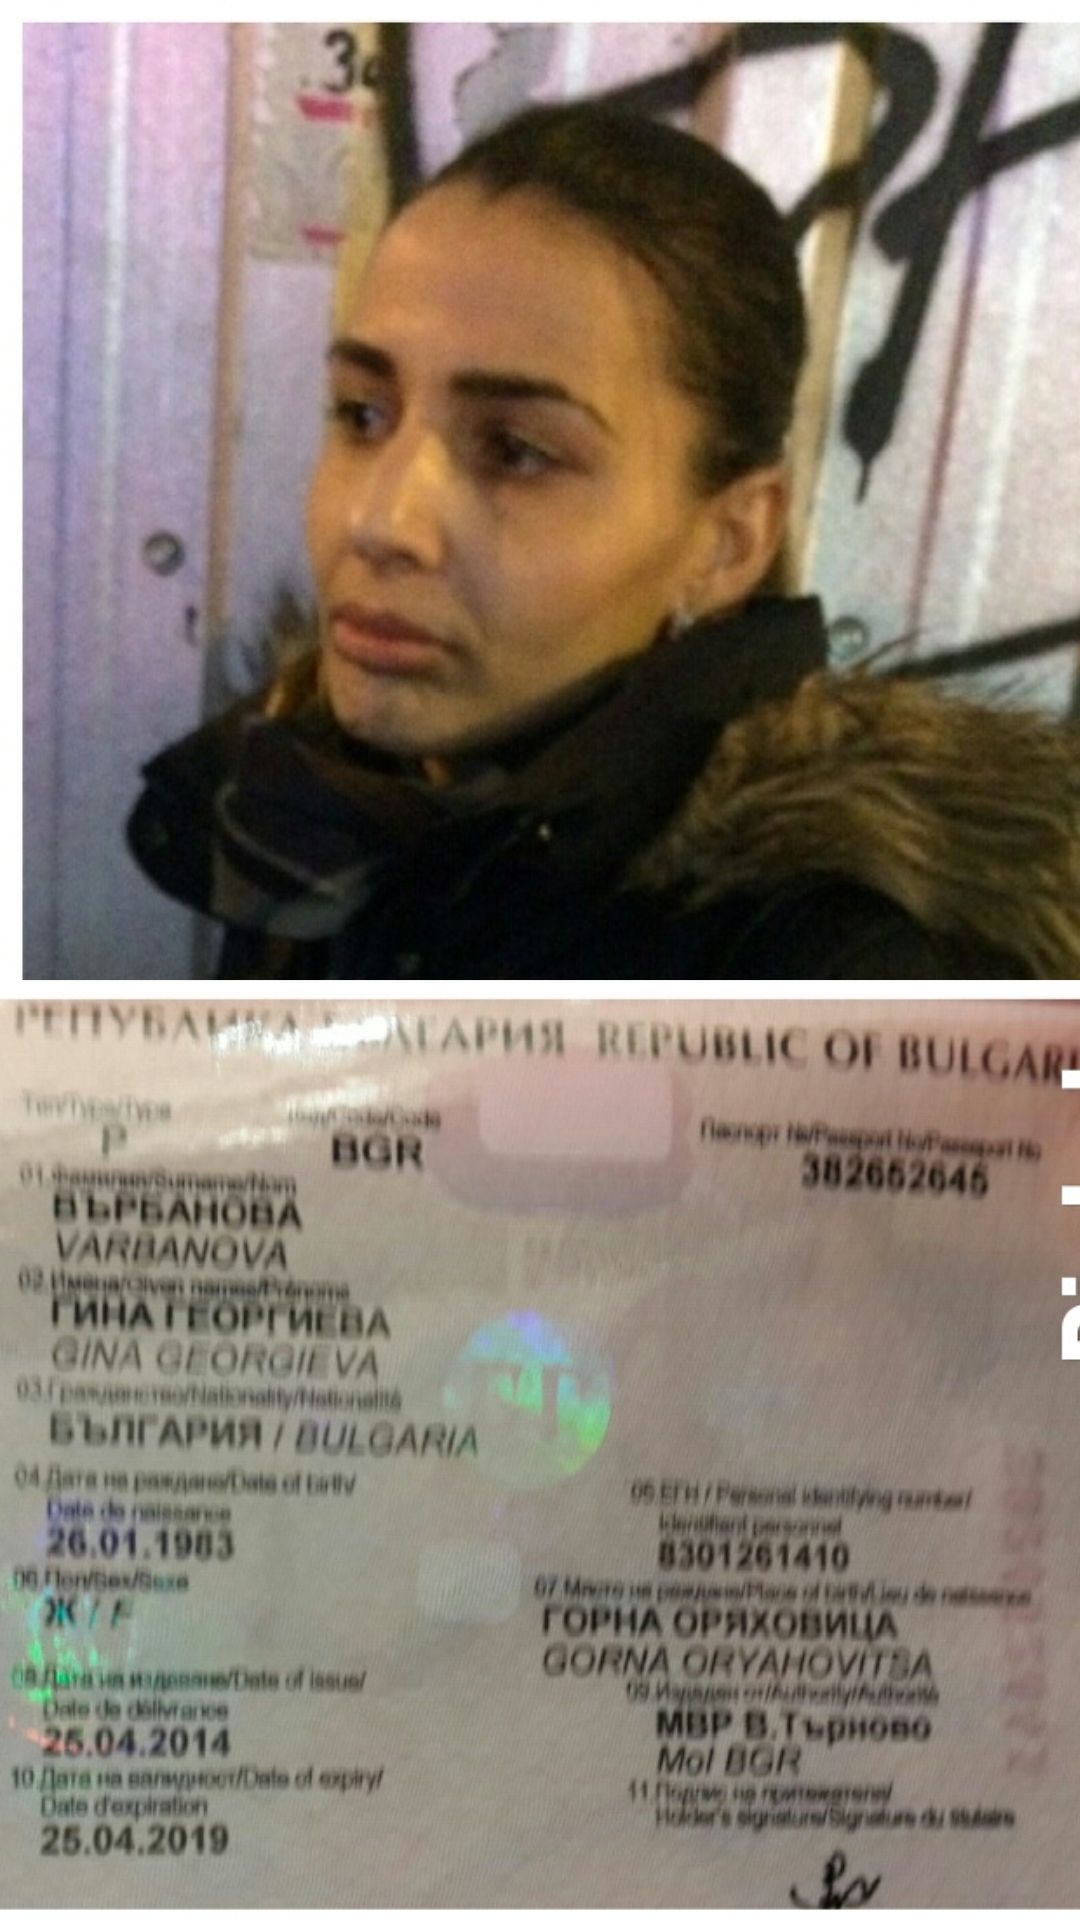 .3
РЕПУБЛИКА БЪЛГАРИЯ REPUBLIC OF BULGARI
Тип/Type/Type
Код/Code/Code
Паспорт №/Passport No/Passeport No
P
BGR
382652645
01.Фамилия/Surname/Nom
ВЪРБАНОВА
VARBANOVA
02.Имена/Given names/Prénoms
ГИНА ГЕОРГИЕВА
GINA GEORGIEVA
03.Гражданство/Nationality/Nationalité
БЪЛГАРИЯ / BULGARIA
04.Дата на раждане/Date of birth/
Date de naissance
26.01.1983
05.ЕГН / Personal identifying number/
Identifiant personnel
8301261410
06.Пол/Sex/Sexe
Ж / F
07.Място на раждане/Place of birth/Lieu de naissance
ГОРНА ОРЯХОВИЦА
GORNA ORYAHOVITSA
08.Дата на издаване/Date of issue/
Date de délivrance
25.04.2014
09.Издаден от/Authority/Autorité
МВР В.Търново
MoI BGR
10.Дата на валидност/Date of expiry/
Date d'expiration
25.04.2019
11.Подпис на притежателя/
Holder's signature/Signature du titulaire